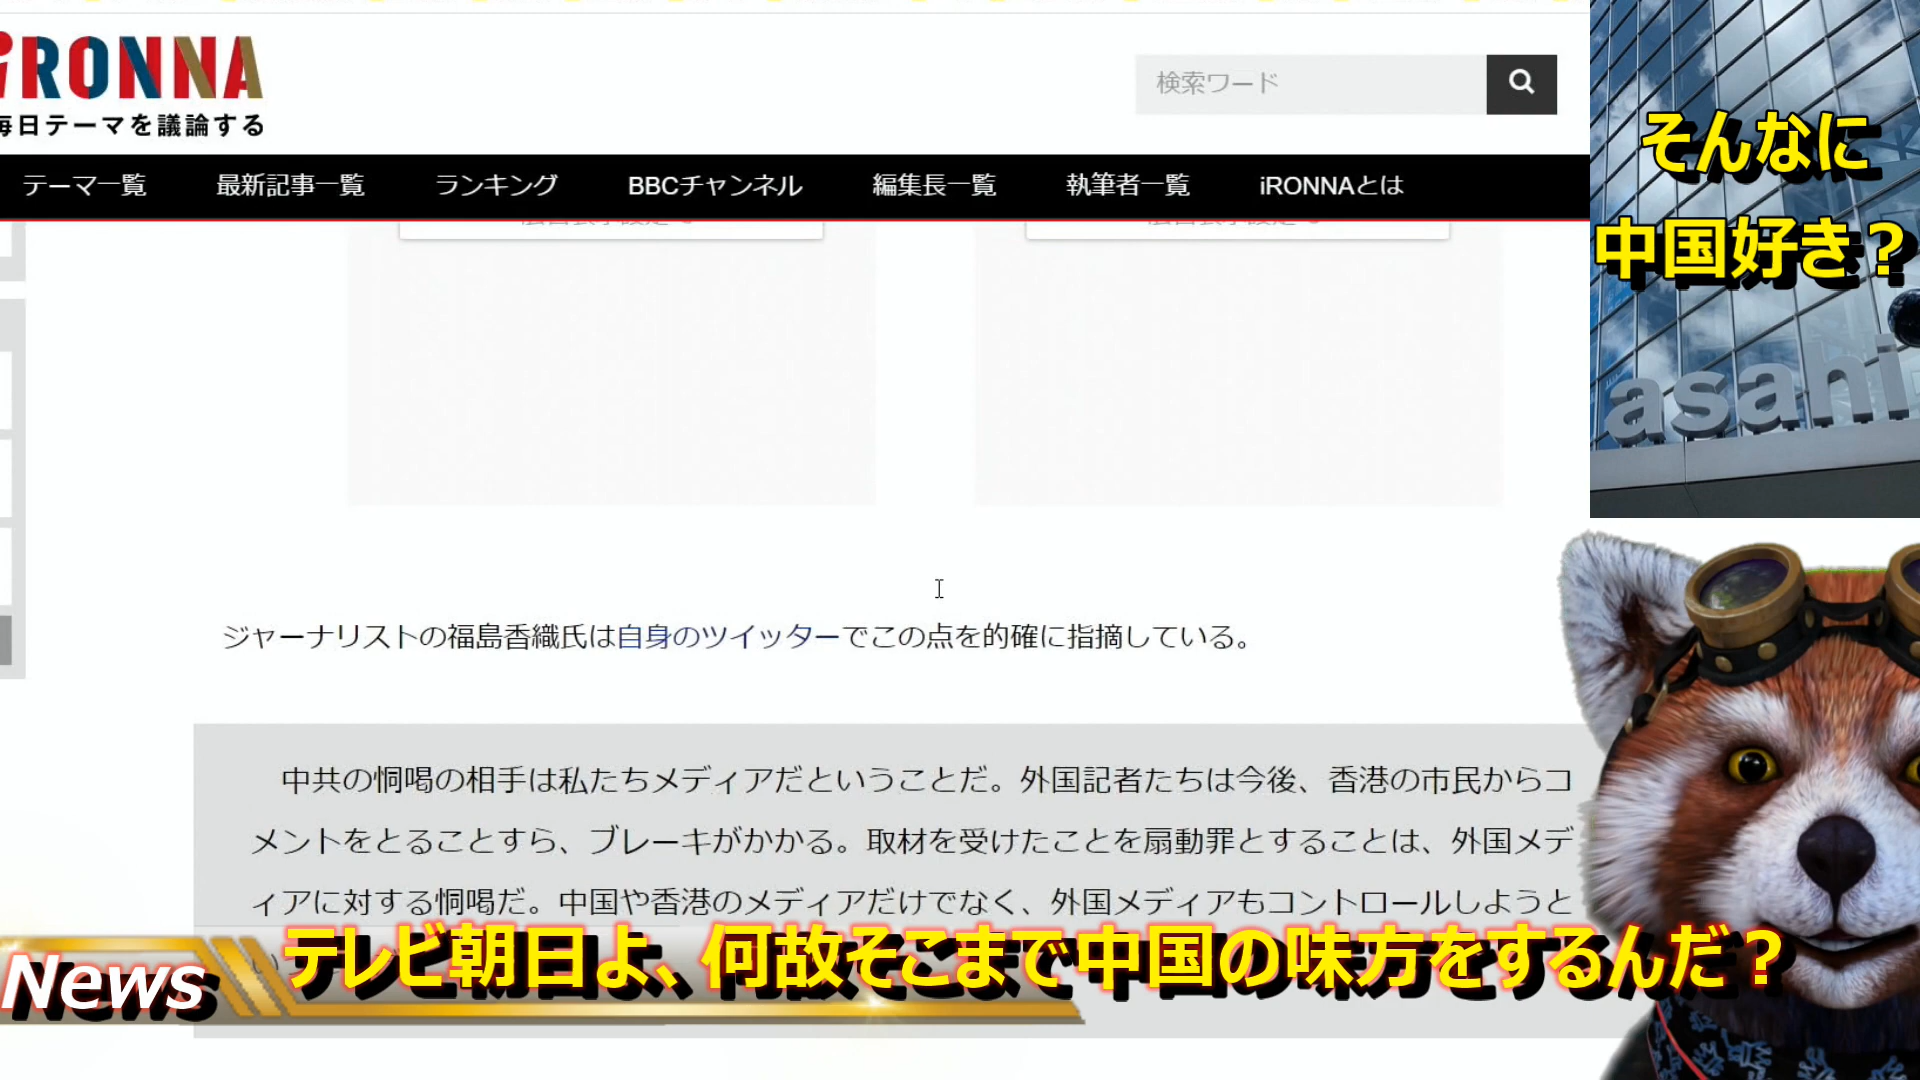 iRONNA
毎日テーマを議論する
検索ワード
テーマ一覧 最新記事一覧 ランキング BBCチャンネル 編集長一覧 執筆者一覧 iRONNAとは
そんなに
中国好き?
asahi
ジャーナリストの福島香織氏は自身のツイッターでこの点を的確に指摘している。
中共の恫喝の相手は私たちメディアだということだ。外国記者たちは今後、香港の市民からコ
メントをとることすら、ブレーキがかかる。取材を受けたことを扇動罪とすることは、外国メデ
ィアに対する恫喝だ。中国や香港のメディアだけでなく、外国メディアもコントロールしようと
い
News
テレビ朝日よ、何故そこまで中国の味方をするんだ?